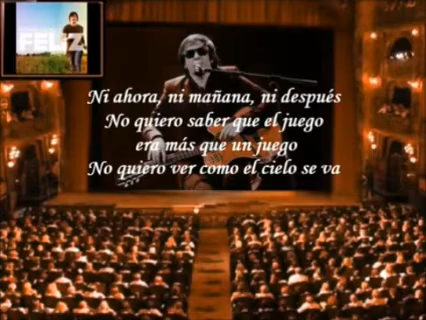 FELIZ
Ni ahora, ni mañana, ni después
No quiero saber que el juego
era más que un juego
No quiero ver como el cielo se va